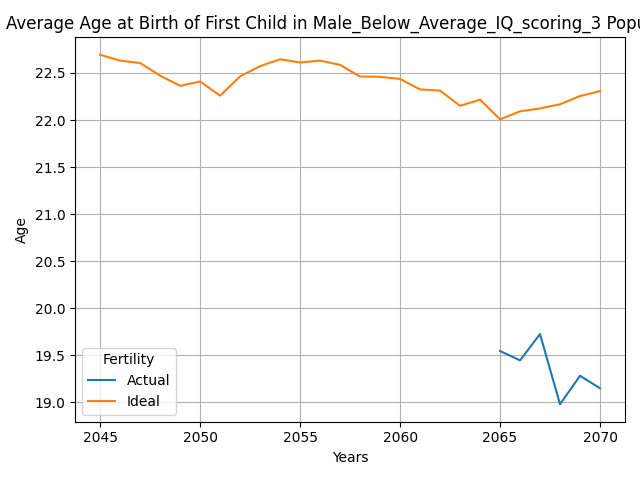 Average Age at Birth of First Child in Male_Below_Average_IQ_scoring_3 Popu
22.5
22.0
21.5
21.0
20.5
20.0
19.5
19.0
Age
Fertility
Actual
Ideal
2045 2050 2055 2060 2065 2070
Years